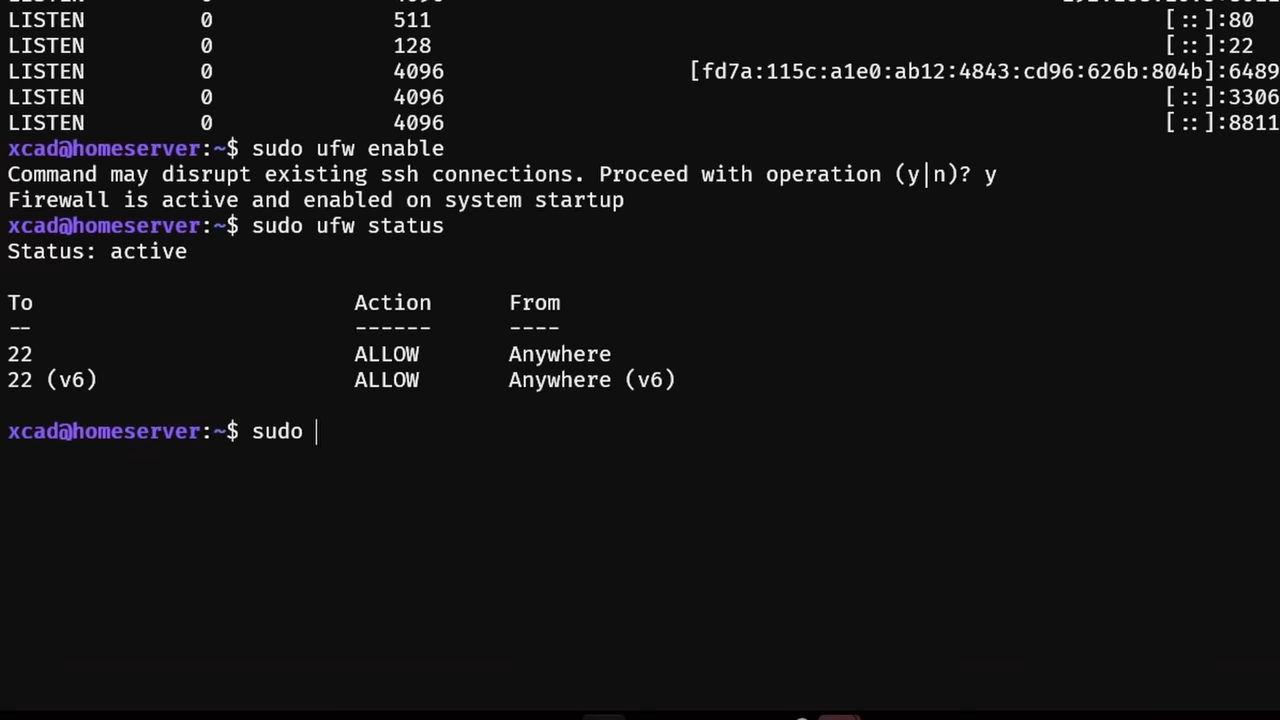 LISTEN 0 511 [::]:80
LISTEN 0 128 [::]:22
LISTEN 0 4096 [fd7a:115c:a1e0:ab12:4843:cd96:626b:804b]:6489
LISTEN 0 4096 [::]:3306
LISTEN 0 4096 [::]:8811
xcad@homeserver:~$ sudo ufw enable
Command may disrupt existing ssh connections. Proceed with operation (y|n)? y
Firewall is active and enabled on system startup
xcad@homeserver:~$ sudo ufw status
Status: active
To Action From
-- ------ ----
22 ALLOW Anywhere
22 (v6) ALLOW Anywhere (v6)
xcad@homeserver:~$ sudo